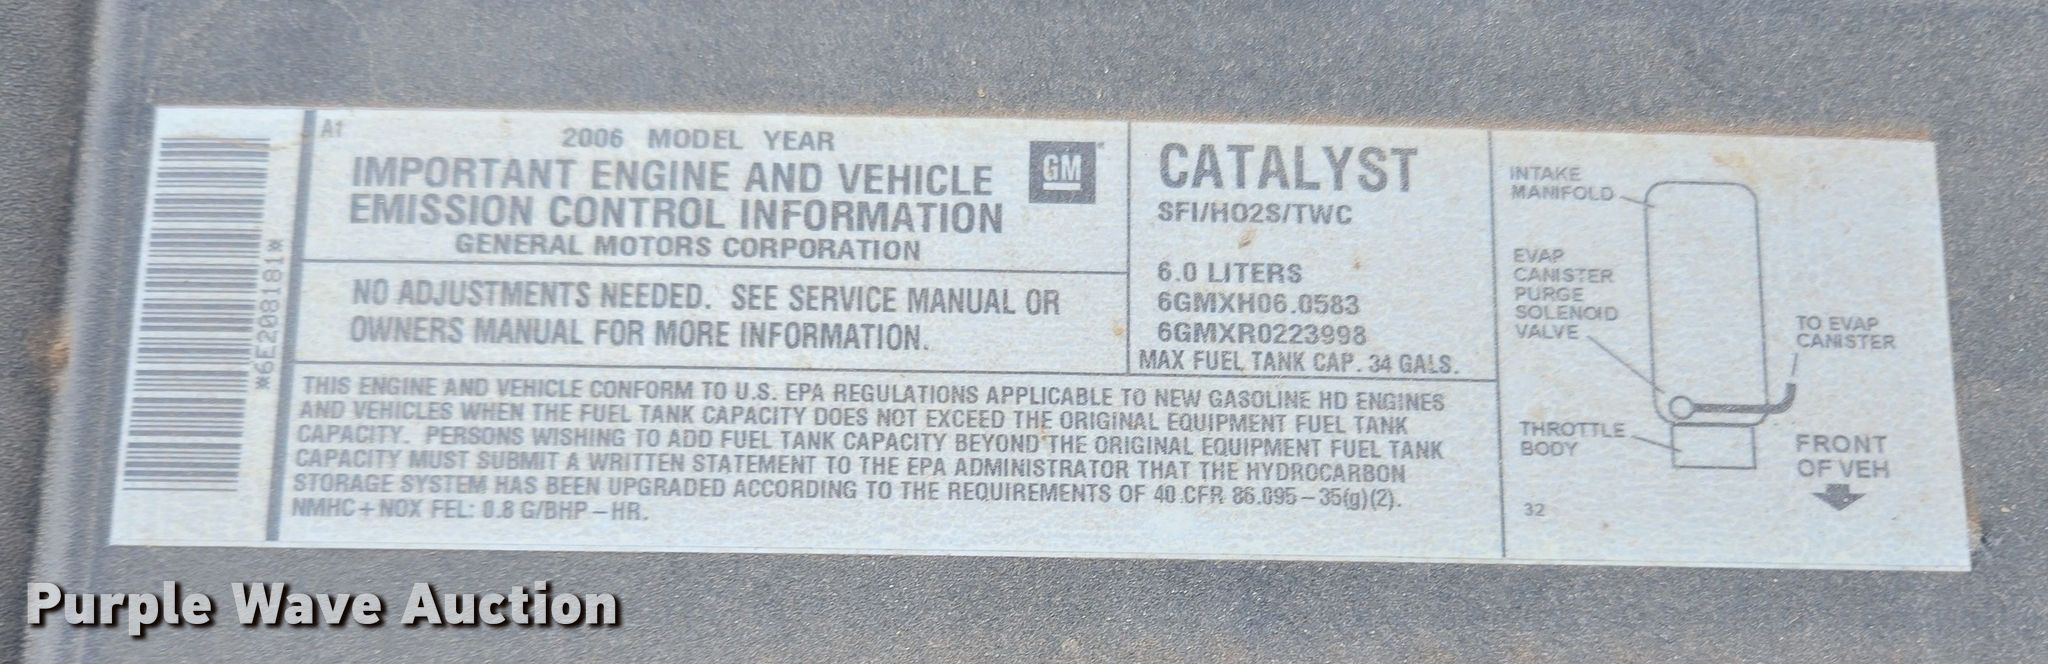 *6E208181*
A1
2006 MODEL YEAR
IMPORTANT ENGINE AND VEHICLE
EMISSION CONTROL INFORMATION
GENERAL MOTORS CORPORATION
GM
NO ADJUSTMENTS NEEDED. SEE SERVICE MANUAL OR
OWNERS MANUAL FOR MORE INFORMATION.
CATALYST
SFI/HO2S/TWC
6.0 LITERS
6GMXH06.0583
6GMXR0223998
MAX FUEL TANK CAP. 34 GALS.
THIS ENGINE AND VEHICLE CONFORM TO U.S. EPA REGULATIONS APPLICABLE TO NEW GASOLINE HD ENGINES
AND VEHICLES WHEN THE FUEL TANK CAPACITY DOES NOT EXCEED THE ORIGINAL EQUIPMENT FUEL TANK
CAPACITY. PERSONS WISHING TO ADD FUEL TANK CAPACITY BEYOND THE ORIGINAL EQUIPMENT FUEL TANK
CAPACITY MUST SUBMIT A WRITTEN STATEMENT TO THE EPA ADMINISTRATOR THAT THE HYDROCARBON
STORAGE SYSTEM HAS BEEN UPGRADED ACCORDING TO THE REQUIREMENTS OF 40 CFR 86.095-35(g)(2).
NMHC+NOX FEL: 0.8 G/BHP-HR.
INTAKE
MANIFOLD
EVAP
CANISTER
PURGE
SOLENOID
VALVE
TO EVAP
CANISTER
THROTTLE
BODY
FRONT
OF VEH
32
Purple Wave Auction